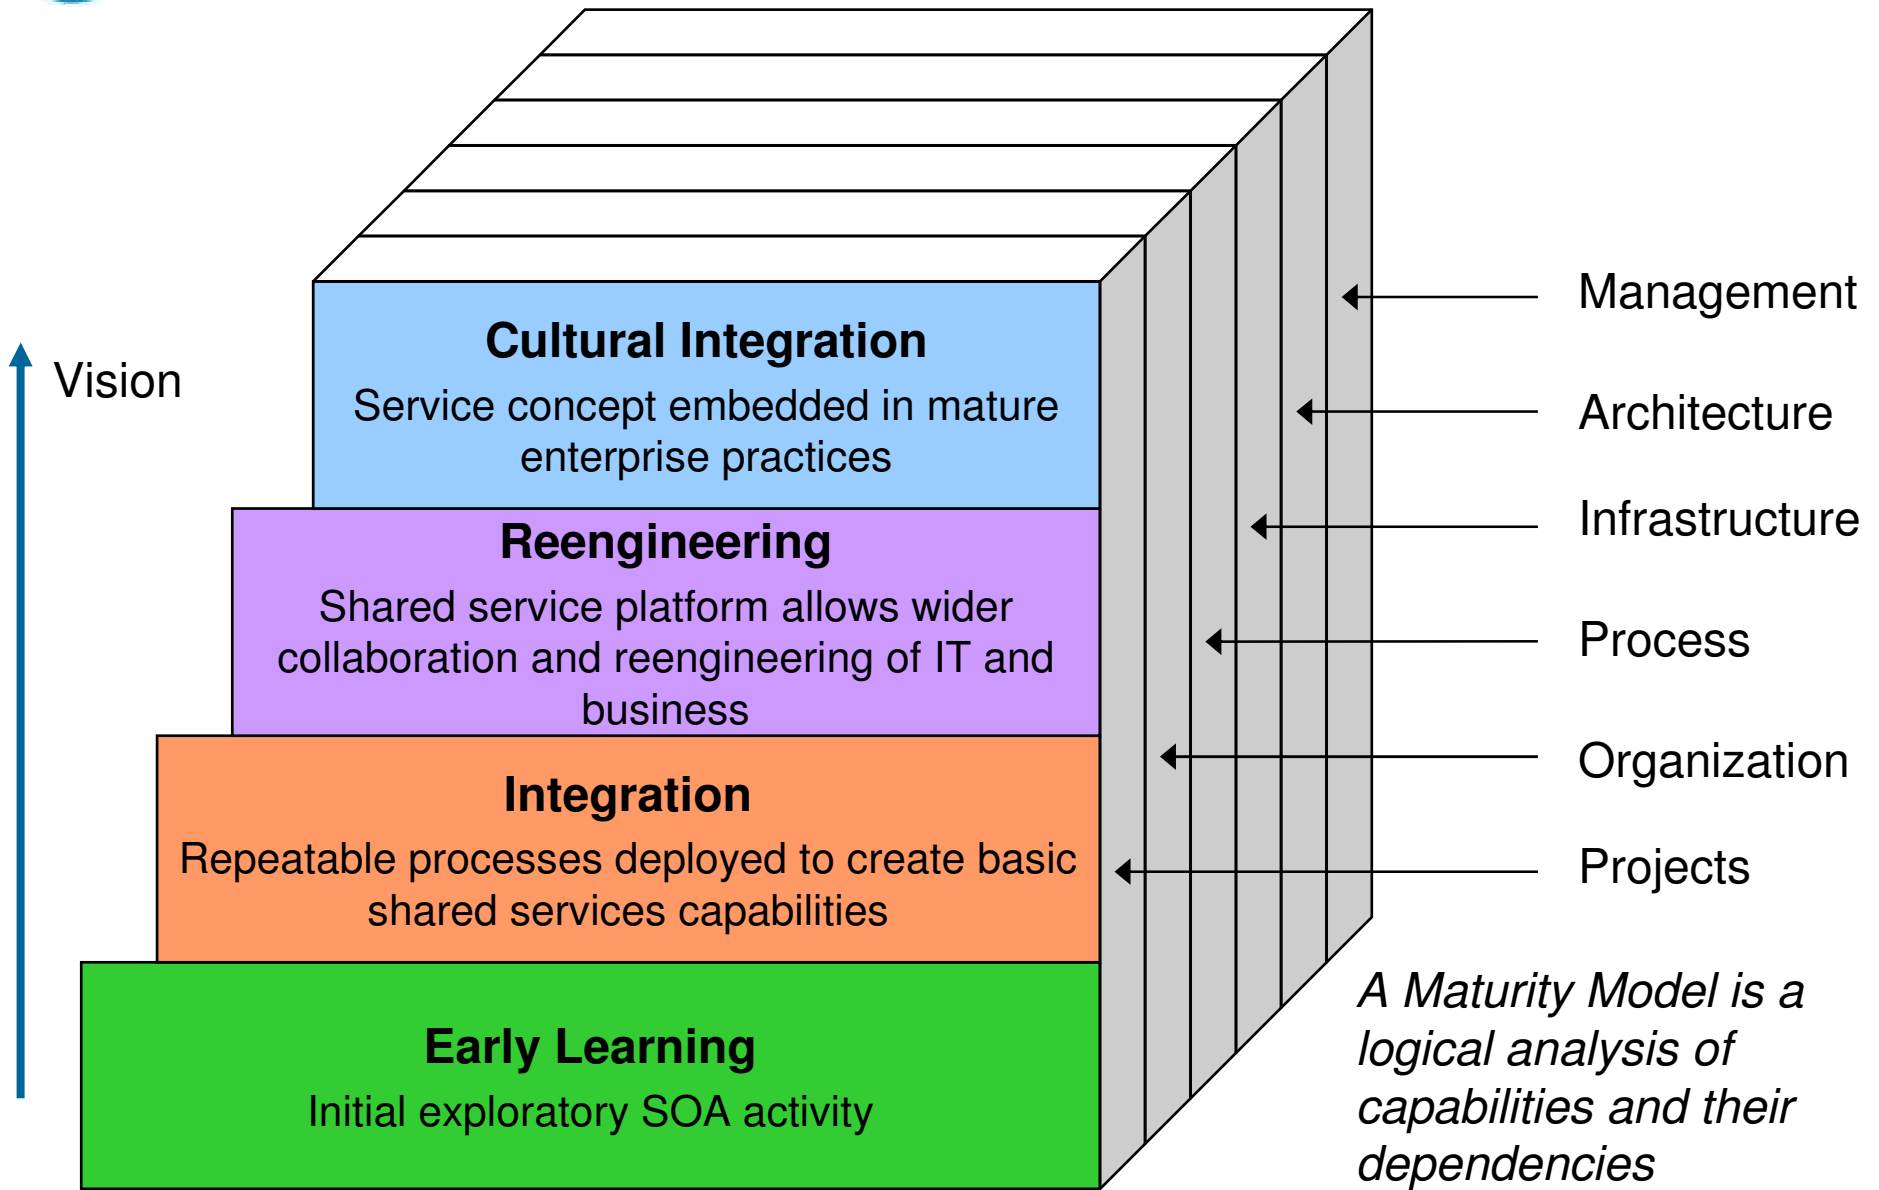 Vision
Cultural Integration
Service concept embedded in mature
enterprise practices
Reengineering
Shared service platform allows wider
collaboration and reengineering of IT and
business
Integration
Repeatable processes deployed to create basic
shared services capabilities
Early Learning
Initial exploratory SOA activity
Management
Architecture
Infrastructure
Process
Organization
Projects
A Maturity Model is a
logical analysis of
capabilities and their
dependencies